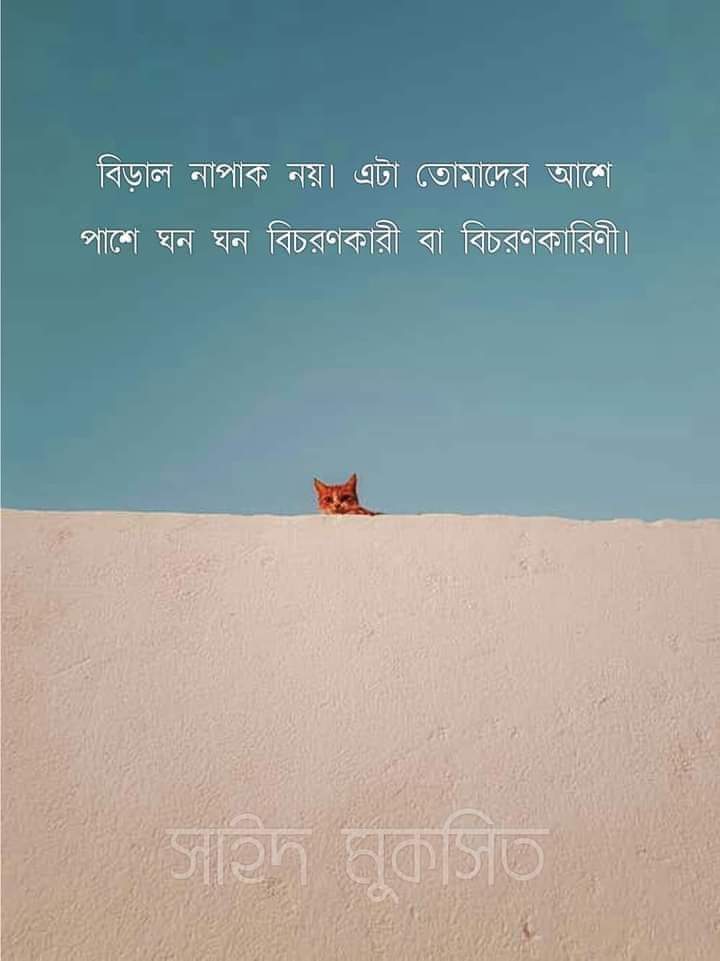 বিড়াল নাপাক নয়। এটা তোমাদের আশে
পাশে ঘন ঘন বিচরণকারী বা বিচরণকারিণী।
সাহিদ মুকসিত